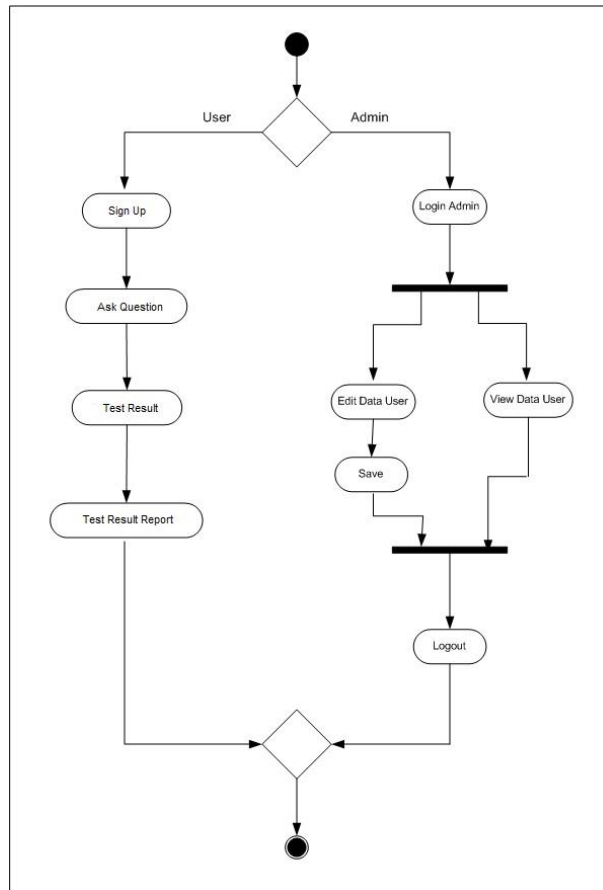 User
Admin
Sign Up
Login Admin
Ask Question
Edit Data User
View Data User
Test Result
Save
Test Result Report
Logout